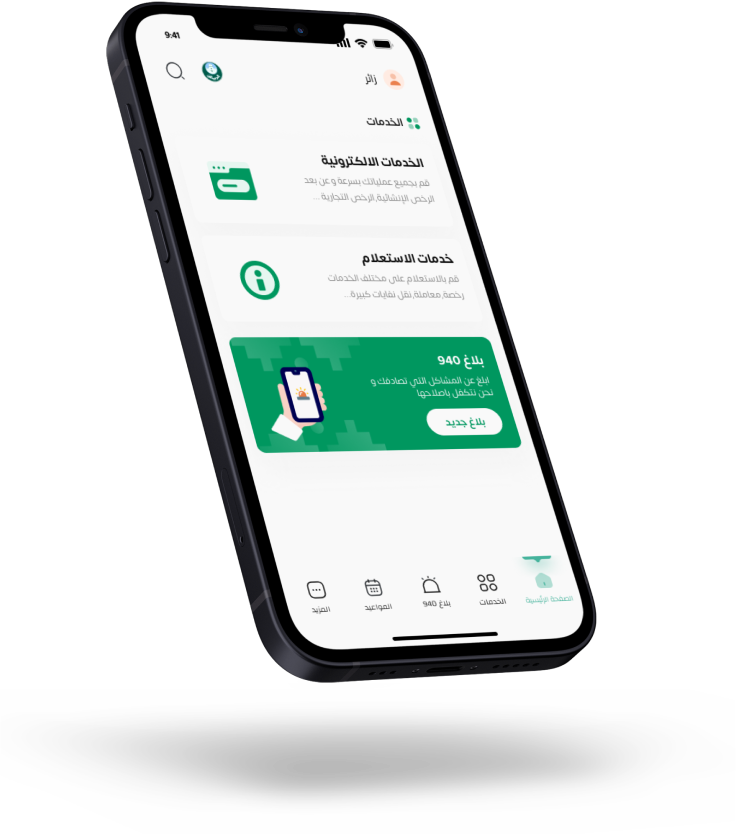 9:41
زائر
الخدمات
الخدمات الالكترونية
قم بجميع عملياتك بسرعة و عن بعد
الرخص الإنشائية,الرخص التجارية ...
خدمات الاستعلام
قم بالاستعلام على مختلف الخدمات
رخصة,معاملة,نقل نفايات كبيرة...
بلاغ 940
ابلغ عن المشاكل التي تصادفك و
نحن نتكفل باصلاحها
بلاغ جديد
الصفحة الرئيسية
الخدمات
بلاغ 940
المواعيد
المزيد